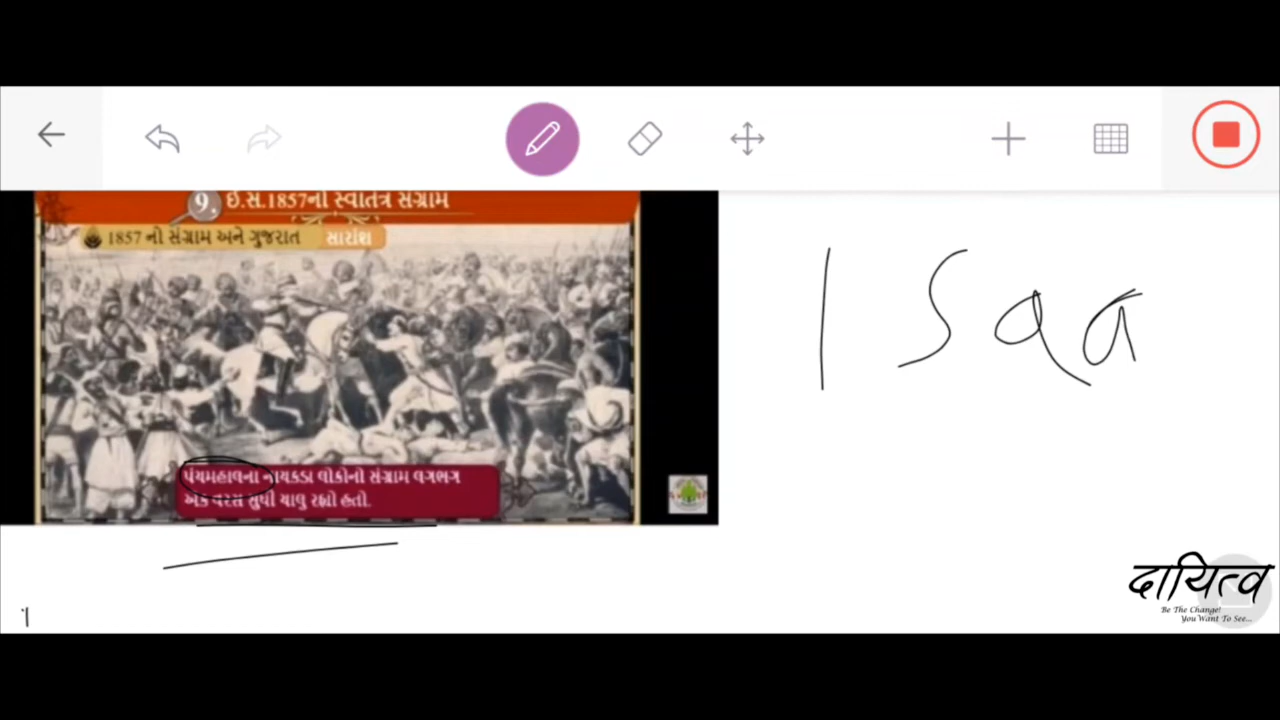 9. ઈ.સ.1857નો સ્વાતંત્ર સંગ્રામ
1857 નો સંગ્રામ અને ગુજરાત સારાંશ
પંચમહાલના નાયકડા લોકોનો સંગ્રામ લગભગ
એક વરસ સુધી ચાલુ રહ્યો હતો.
1
दायित्व
Be The Change!
You Want To See...